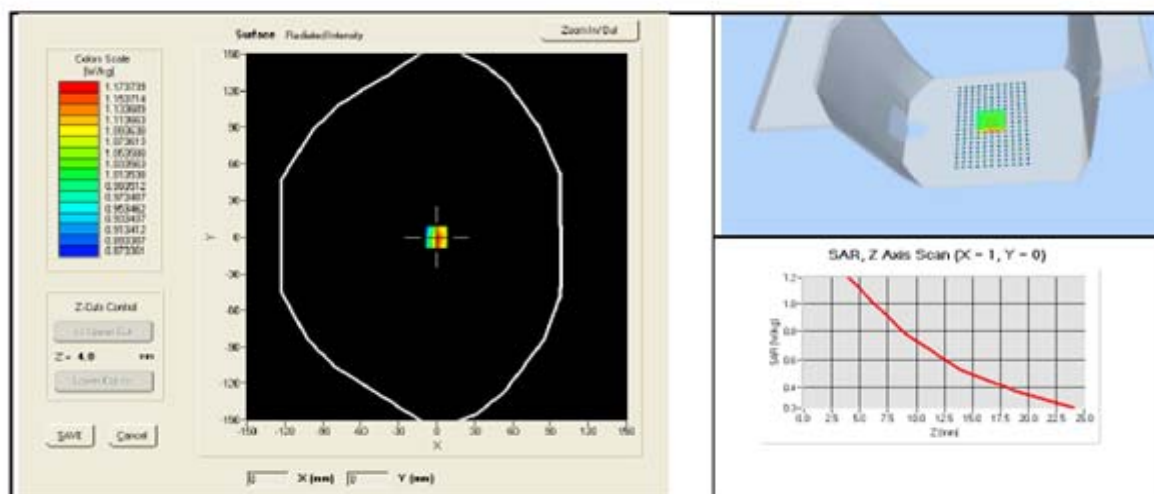 Surface Radiated Intensity
Zoom In/Out
Colors Scale
[W/kg]
1.173739
1.153714
1.133689
1.113663
1.093638
1.073613
1.053588
1.033563
1.013538
0.993512
0.973487
0.953462
0.933437
0.913412
0.893387
0.873361
Z-Cuts Control
Z = 4.0 mm
SAVE
Cancel
150
120
90
60
30
0
-30
-60
-90
-120
-150
Y
-150 -120 -90 -60 -30 0 30 60 90 120 150
X
0 X (mm) 0 Y (mm)
SAR, Z Axis Scan (X = 1, Y = 0)
SAR (W/kg)
1.2
1.0
0.8
0.6
0.4
0.3
0.0 2.5 5.0 7.5 10.0 12.5 15.0 17.5 20.0 22.5 25.0
Z (mm)